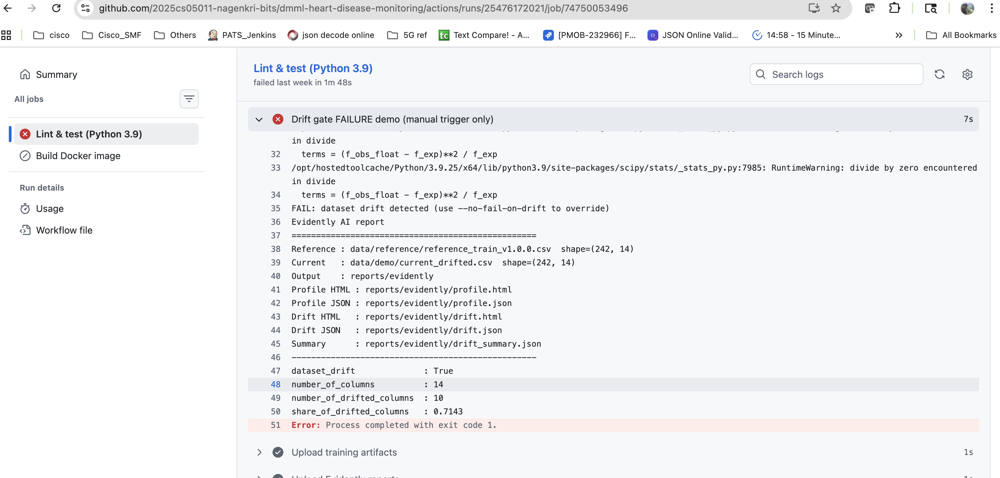 github.com/2025cs05011-nagenkri-bits/dmml-heart-disease-monitoring/actions/runs/25476172021/job/74750053496
cisco
Cisco_SMF
Others
PATS_Jenkins
json decode online
5G ref
tc
Text Compare! - A...
[PMOB-232966] F...
JSON Online Valid...
14:58 - 15 Minute...
All Bookmarks
Summary
All jobs
Lint & test (Python 3.9)
Build Docker image
Run details
Usage
Workflow file
Lint & test (Python 3.9)
failed last week in 1m 48s
Search logs
Drift gate FAILURE demo (manual trigger only) 7s
in divide
32 terms = (f_obs_float - f_exp)**2 / f_exp
33 /opt/hostedtoolcache/Python/3.9.25/x64/lib/python3.9/site-packages/scipy/stats/_stats_py.py:7985: RuntimeWarning: divide by zero encountered
in divide
34 terms = (f_obs_float - f_exp)**2 / f_exp
35 FAIL: dataset drift detected (use --no-fail-on-drift to override)
36 Evidently AI report
37 ==================================================
38 Reference : data/reference/reference_train_v1.0.0.csv  shape=(242, 14)
39 Current   : data/demo/current_drifted.csv  shape=(242, 14)
40 Output    : reports/evidently
41 Profile HTML : reports/evidently/profile.html
42 Profile JSON : reports/evidently/profile.json
43 Drift HTML   : reports/evidently/drift.html
44 Drift JSON   : reports/evidently/drift.json
45 Summary      : reports/evidently/drift_summary.json
46 --------------------------------------------------
47 dataset_drift              : True
48 number_of_columns          : 14
49 number_of_drifted_columns  : 10
50 share_of_drifted_columns   : 0.7143
51 Error: Process completed with exit code 1.
Upload training artifacts 1s
Upload Evidently reports 1s